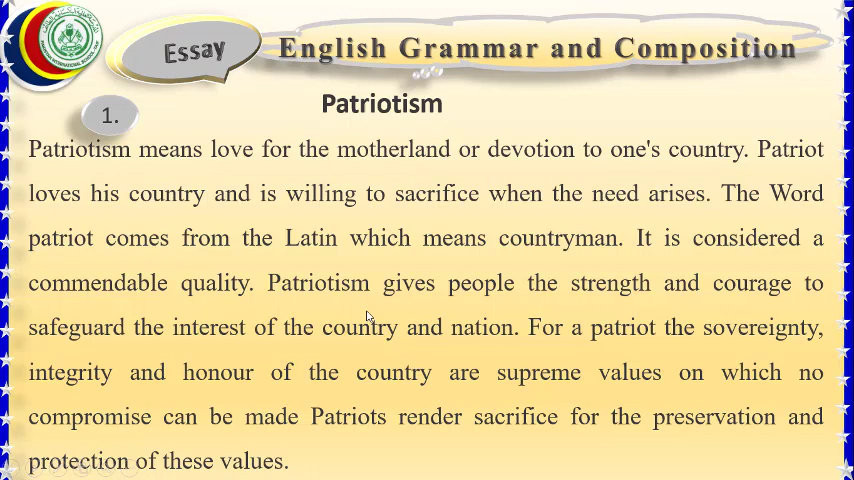 Essay
English Grammar and Composition
1.
Patriotism
Patriotism means love for the motherland or devotion to one's country. Patriot
loves his country and is willing to sacrifice when the need arises. The Word
patriot comes from the Latin which means countryman. It is considered a
commendable quality. Patriotism gives people the strength and courage to
safeguard the interest of the country and nation. For a patriot the sovereignty,
integrity and honour of the country are supreme values on which no
compromise can be made Patriots render sacrifice for the preservation and
protection of these values.